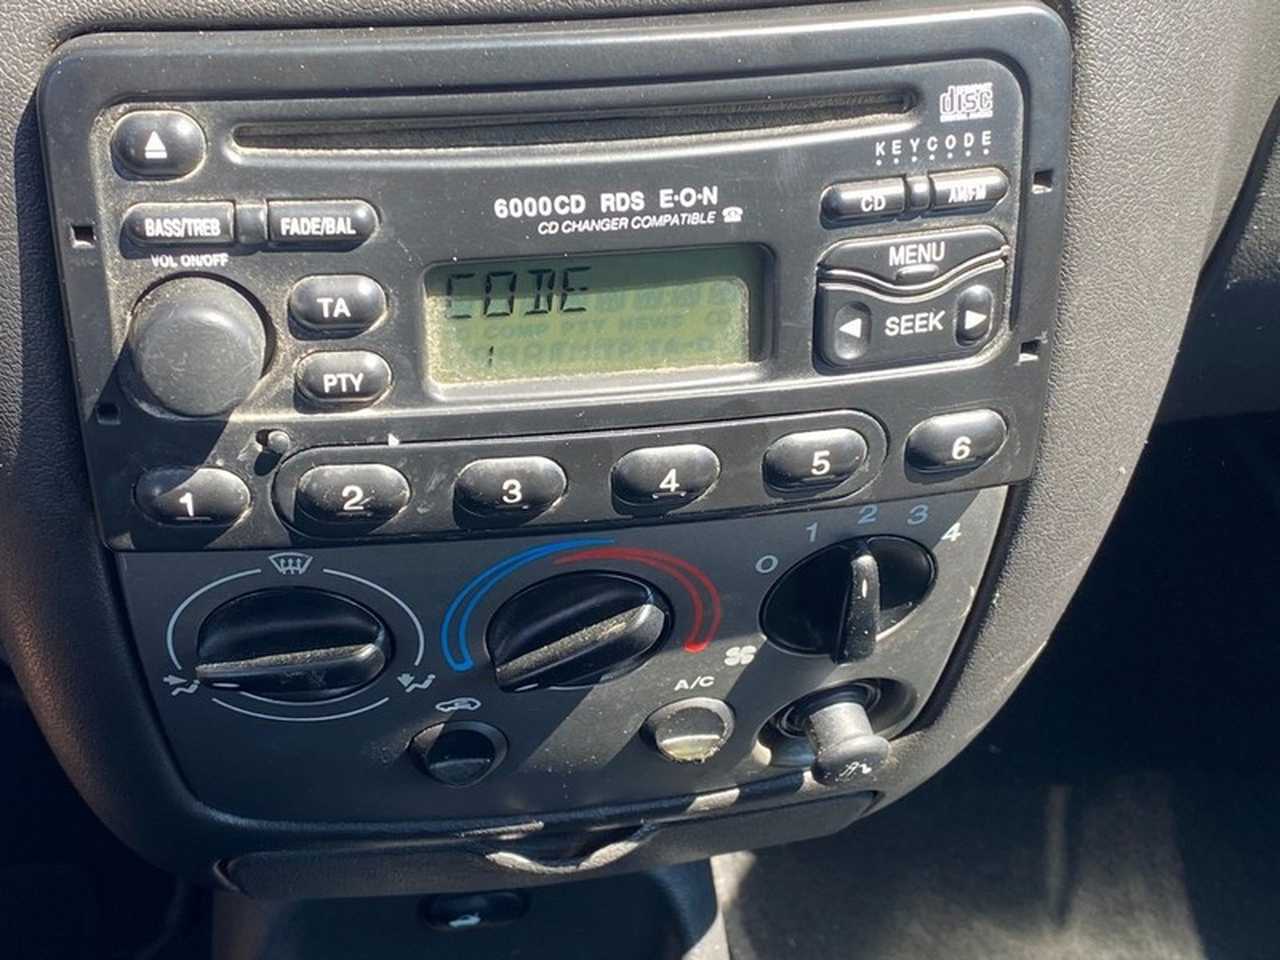 disc
KEYCODE
CD
AM/FM
6000CD RDS E·O·N
CD CHANGER COMPATIBLE
BASS/TREB
FADE/BAL
VOL ON/OFF
MENU
TA
CODE
SEEK
PTY
1
1
2
3
4
5
6
0
1
2
3
4
A/C